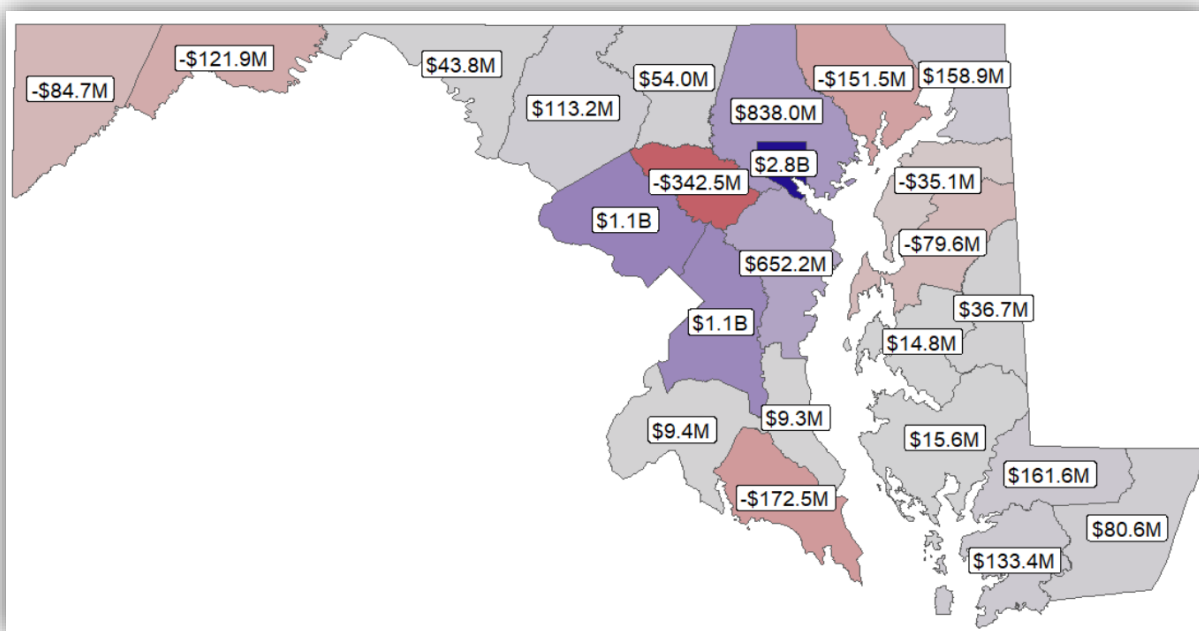 -$84.7M
-$121.9M
$43.8M
$113.2M
$54.0M
$838.0M
-$151.5M
$158.9M
$2.8B
-$342.5M
-$35.1M
$1.1B
$652.2M
-$79.6M
$1.1B
$36.7M
$14.8M
$9.4M
$9.3M
$15.6M
-$172.5M
$161.6M
$80.6M
$133.4M